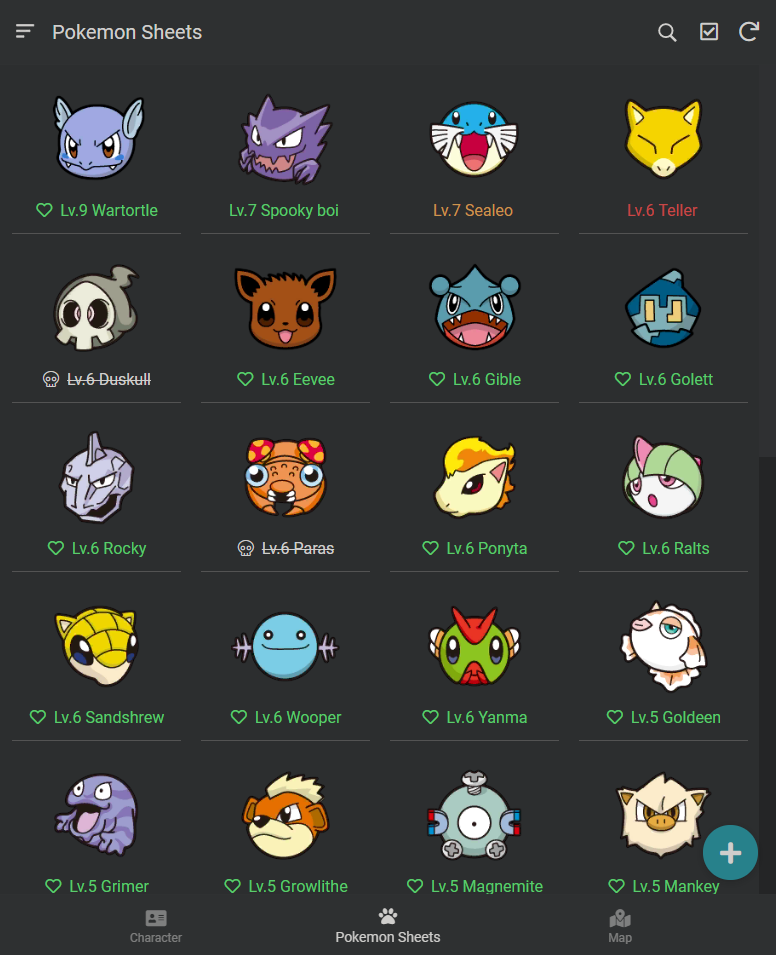 Pokemon Sheets
Lv.9 Wartortle
Lv.7 Spooky boi
Lv.7 Sealeo
Lv.6 Teller
Lv.6 Duskull
Lv.6 Eevee
Lv.6 Gible
Lv.6 Golett
Lv.6 Rocky
Lv.6 Paras
Lv.6 Ponyta
Lv.6 Ralts
Lv.6 Sandshrew
Lv.6 Wooper
Lv.6 Yanma
Lv.5 Goldeen
Lv.5 Grimer
Lv.5 Growlithe
Lv.5 Magnemite
Lv.5 Mankey
Character
Pokemon Sheets
Map